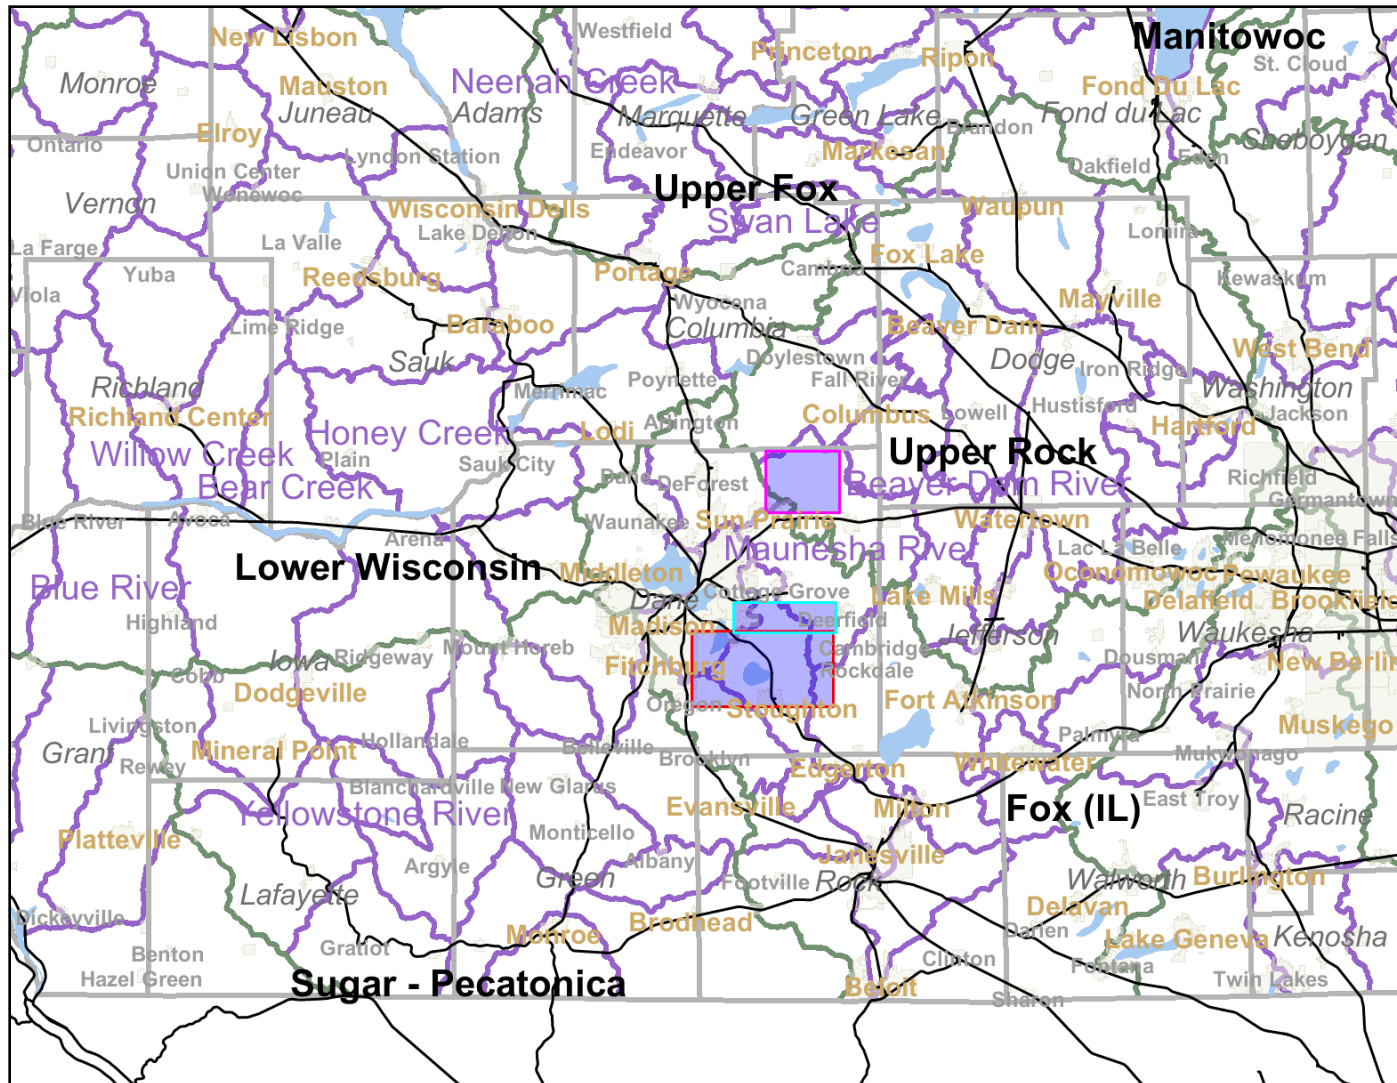 Westfield
New Lisbon
Princeton
Ripon
Manitowoc
St. Cloud
Monroe
Mauston
Neenah Creek
Fond Du Lac
Juneau
Adams
Marquette
Green Lake
Fond du Lac
Brandon
Elroy
Sheboygan
Ontario
Lyndon Station
Endeavor
Markesan
Oakfield
Eden
Union Center
Wonewoc
Upper Fox
Vernon
Wisconsin Dells
Swan Lake
Waupun
La Valle
Lake Delton
Lomira
La Farge
Yuba
Reedsburg
Portage
Cambria
Fox Lake
Kewaskum
Viola
Wyocena
Mayville
Lime Ridge
Baraboo
Columbia
Beaver Dam
West Bend
Sauk
Doylestown
Dodge
Iron Ridge
Richland
Merrimac
Poynette
Fall River
Washington
Richland Center
Arlington
Columbus
Lowell
Hustisford
Jackson
Honey Creek
Lodi
Hartford
Willow Creek
Plain
Sauk City
Upper Rock
Bear Creek
Dane
DeForest
Beaver Dam River
Richfield
Germantown
Blue River
Avoca
Waunakee
Sun Prairie
Watertown
Arena
Maunesha River
Lac La Belle
Menomonee Falls
Lower Wisconsin
Middleton
Oconomowoc
Pewaukee
Blue River
Dane
Cottage Grove
Lake Mills
Delafield
Brookfield
Highland
Madison
Deerfield
Jefferson
Waukesha
Iowa
Ridgeway
Mount Horeb
Cambridge
Dousman
New Berlin
Cobb
Dodgeville
Fitchburg
Rockdale
North Prairie
Livingston
Oregon
Stoughton
Fort Atkinson
Muskego
Grant
Mineral Point
Hollandale
Belleville
Palmyra
Rewey
Brooklyn
Edgerton
Whitewater
Mukwonago
Blanchardville
New Glarus
Yellowstone River
Evansville
Milton
Fox (IL)
East Troy
Racine
Platteville
Monticello
Argyle
Albany
Janesville
Lafayette
Green
Footville
Rock
Walworth
Burlington
Dickeyville
Monroe
Brodhead
Delavan
Darien
Lake Geneva
Kenosha
Benton
Gratiot
Clinton
Fontana
Hazel Green
Sugar - Pecatonica
Beloit
Sharon
Twin Lakes